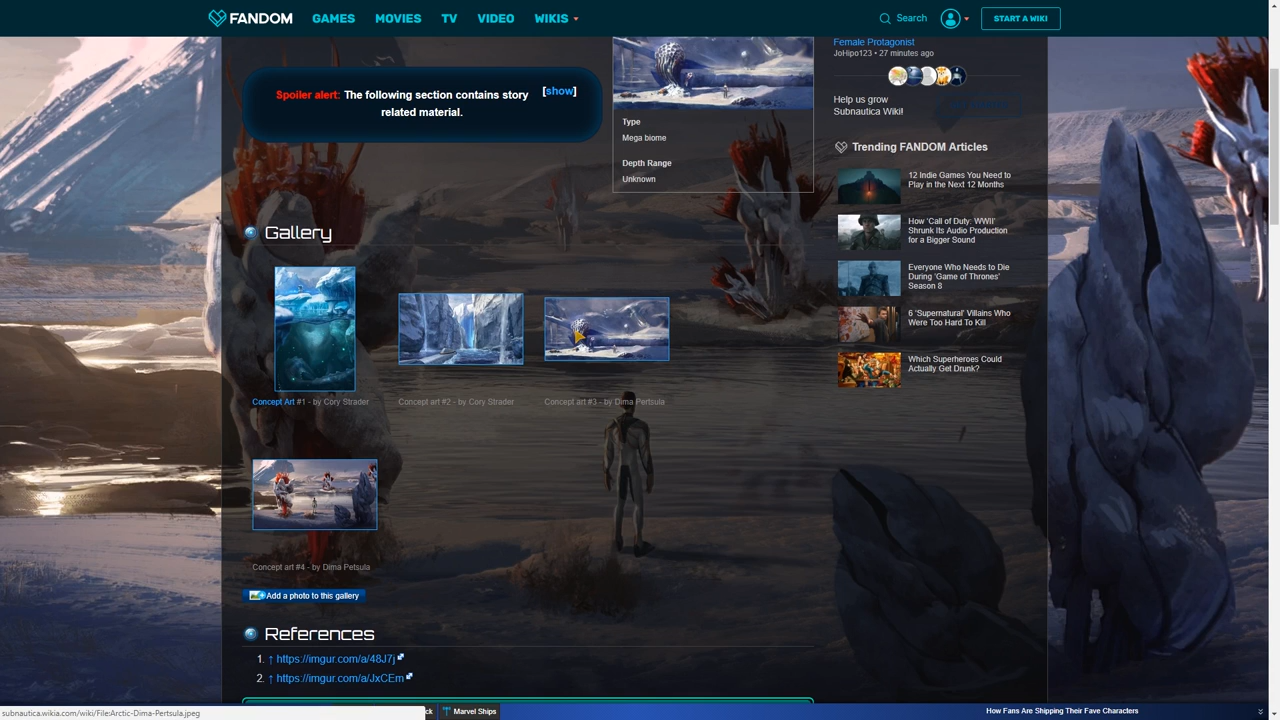 FANDOM
GAMES
MOVIES
TV
VIDEO
WIKIS
Search
START A WIKI
Spoiler alert: The following section contains story
related material.
[show]
Type
Mega biome
Depth Range
Unknown
Female Protagonist
JoHipo123 • 27 minutes ago
Help us grow
Subnautica Wiki!
Trending FANDOM Articles
12 Indie Games You Need to
Play in the Next 12 Months
How 'Call of Duty: WWII'
Shrunk Its Audio Production
for a Bigger Sound
Everyone Who Needs to Die
During 'Game of Thrones'
Season 8
6 'Supernatural' Villains Who
Were Too Hard To Kill
Which Superheroes Could
Actually Get Drunk?
Gallery
Concept Art #1 - by Cory Strader
Concept art #2 - by Cory Strader
Concept art #3 - by Dima Pertsula
Concept art #4 - by Dima Petsula
Add a photo to this gallery
References
1. ↑ https://imgur.com/a/48J7j
2. ↑ https://imgur.com/a/JxCEm
subnautica.wikia.com/wiki/File:Arctic-Dima-Pertsula.jpeg
ck
Marvel Ships
How Fans Are Shipping Their Fave Characters